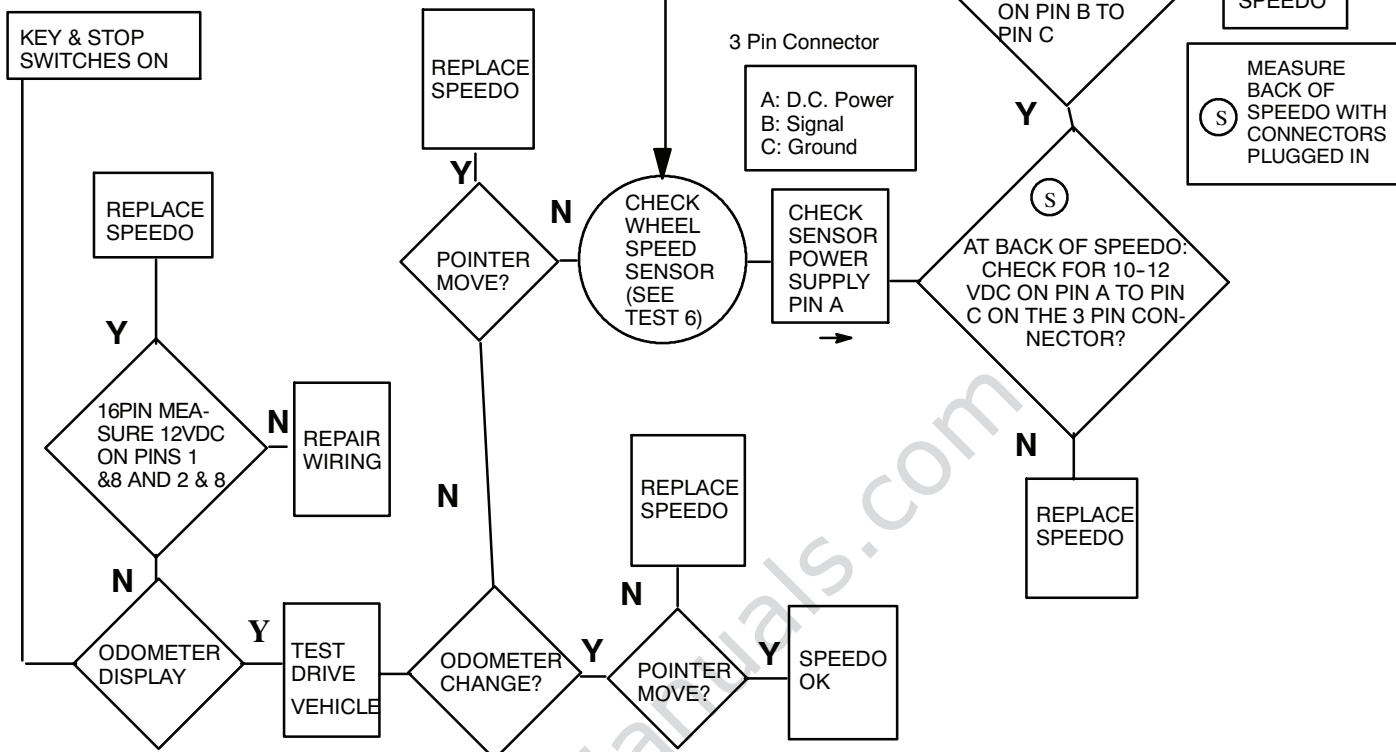 KEY & STOP
SWITCHES ON
REPLACE
SPEEDO
Y
16PIN MEA-
SURE 12VDC
ON PINS 1
&8 AND 2 & 8
N
REPAIR
WIRING
N
ODOMETER
DISPLAY
Y
TEST
DRIVE
VEHICLE
ODOMETER
CHANGE?
N
POINTER
MOVE?
Y
REPLACE
SPEEDO
N
CHECK
WHEEL
SPEED
SENSOR
(SEE
TEST 6)
Y
POINTER
MOVE?
N
REPLACE
SPEEDO
Y
SPEEDO
OK
3 Pin Connector
A: D.C. Power
B: Signal
C: Ground
CHECK
SENSOR
POWER
SUPPLY
PIN A
ON PIN B TO
PIN C
Y
S
AT BACK OF SPEEDO:
CHECK FOR 10-12
VDC ON PIN A TO PIN
C ON THE 3 PIN CON-
NECTOR?
N
REPLACE
SPEEDO
SPEEDO
S
MEASURE
BACK OF
SPEEDO WITH
CONNECTORS
PLUGGED IN
anuals.com